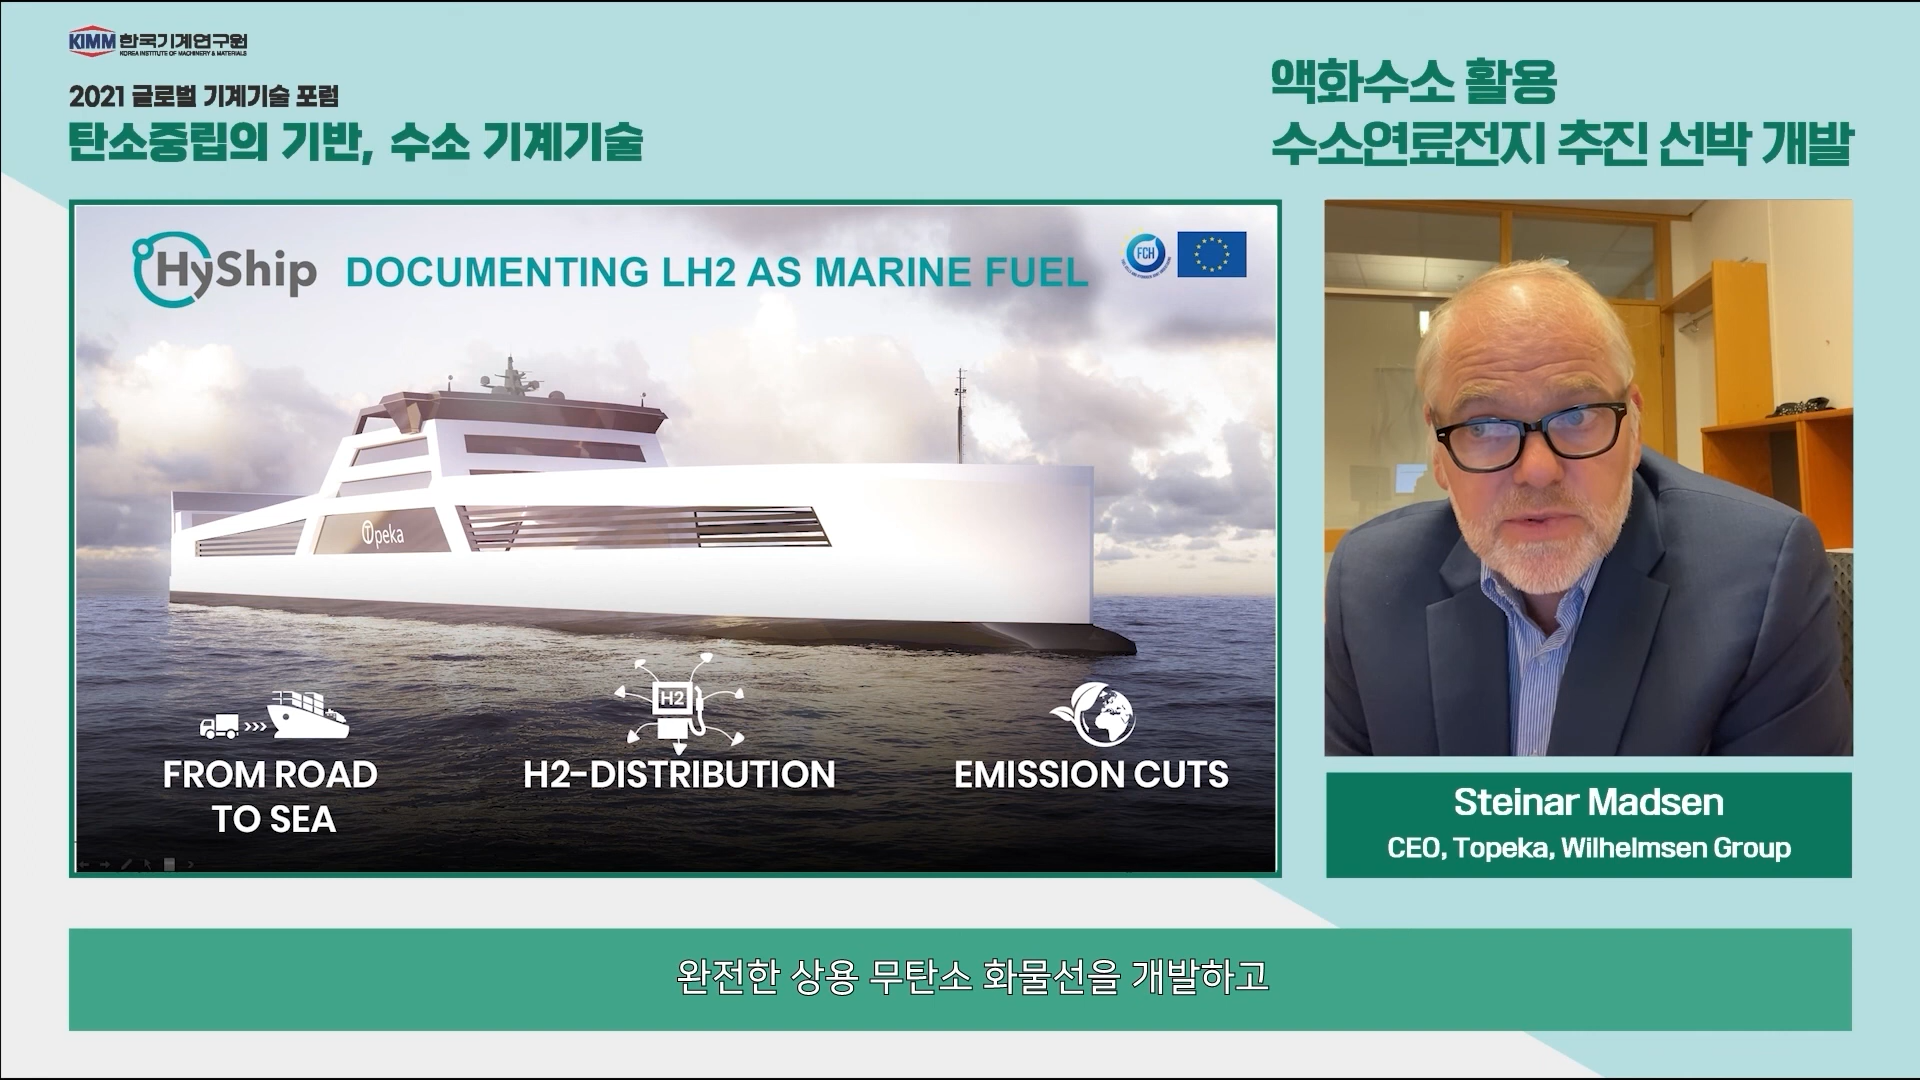 KIMM 한국기계연구원
KOREA INSTITUTE OF MACHINERY & MATERIALS
2021 글로벌 기계기술 포럼
탄소중립의 기반, 수소 기계기술
액화수소 활용
수소연료전지 추진 선박 개발
HyShip
DOCUMENTING LH2 AS MARINE FUEL
FCH
Topeka
H2
FROM ROAD
TO SEA
H2-DISTRIBUTION
EMISSION CUTS
Steinar Madsen
CEO, Topeka, Wilhelmsen Group
완전한 상용 무탄소 화물선을 개발하고